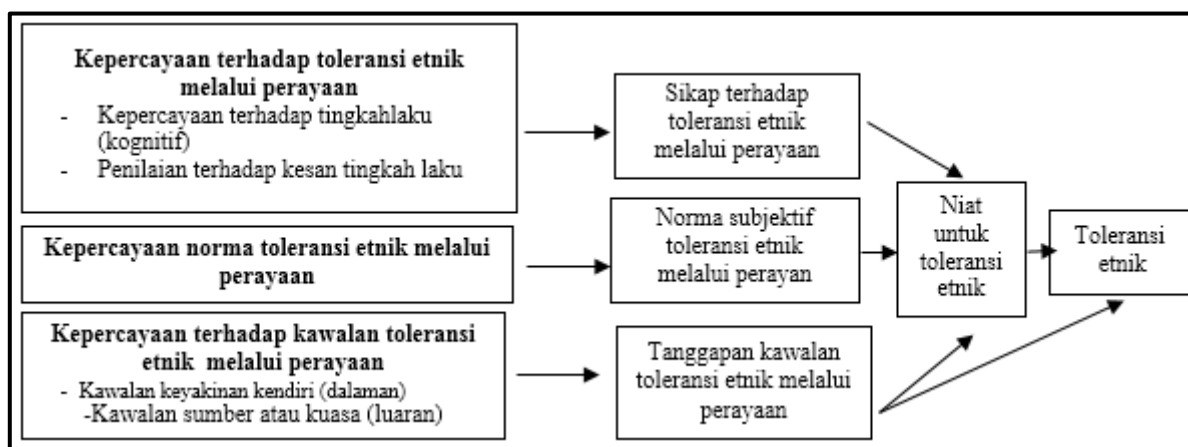 Kepercayaan terhadap toleransi etnik
melalui perayaan
- Kepercayaan terhadap tingkahlaku
(kognitif)
- Penilaian terhadap kesan tingkah laku
Kepercayaan norma toleransi etnik melalui
perayaan
Kepercayaan terhadap kawalan toleransi
etnik melalui perayaan
- Kawalan keyakinan kendiri (dalaman)
-Kawalan sumber atau kuasa (luaran)
Sikap terhadap
toleransi etnik
melalui perayaan
Norma subjektif
toleransi etnik
melalui perayan
Tanggapan kawalan
toleransi etnik melalui
perayaan
Niat
untuk
toleransi
etnik
Toleransi
etnik